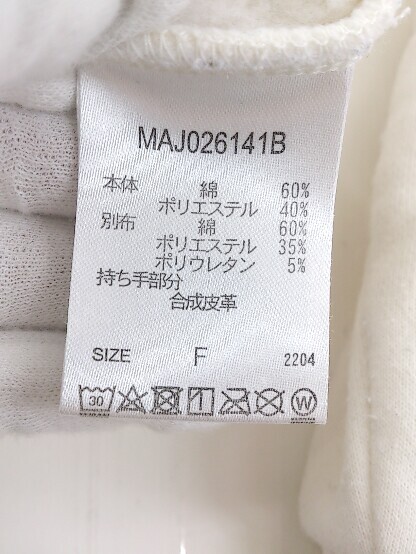 MAJ026141B
本体 綿 60%
ポリエステル 40%
別布 綿 60%
ポリエステル 35%
ポリウレタン 5%
持ち手部分
合成皮革
SIZE F 2204
30 W